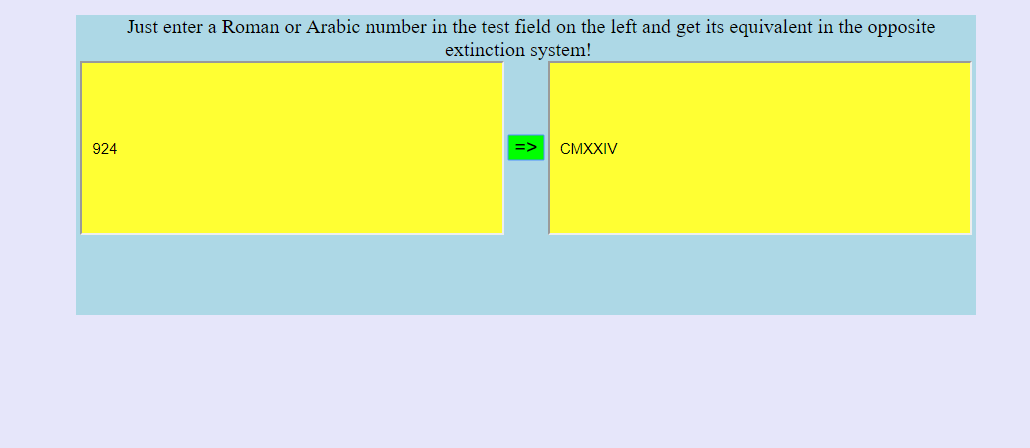 Just enter a Roman or Arabic number in the test field on the left and get its equivalent in the opposite
extinction system!
924
=>
CMXXIV